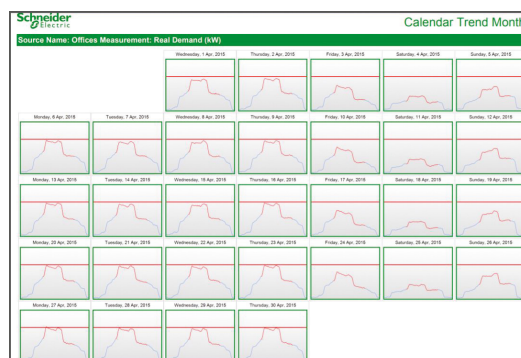 Schneider
Electric
Calendar Trend Month
Source Name: Offices Measurement: Real Demand (kW)
Wednesday, 1 Apr, 2015
Thursday, 2 Apr, 2015
Friday, 3 Apr, 2015
Saturday, 4 Apr, 2015
Sunday, 5 Apr, 2015
Monday, 6 Apr, 2015
Tuesday, 7 Apr, 2015
Wednesday, 8 Apr, 2015
Thursday, 9 Apr, 2015
Friday, 10 Apr, 2015
Saturday, 11 Apr, 2015
Sunday, 12 Apr, 2015
Monday, 13 Apr, 2015
Tuesday, 14 Apr, 2015
Wednesday, 15 Apr, 2015
Thursday, 16 Apr, 2015
Friday, 17 Apr, 2015
Saturday, 18 Apr, 2015
Sunday, 19 Apr, 2015
Monday, 20 Apr, 2015
Tuesday, 21 Apr, 2015
Wednesday, 22 Apr, 2015
Thursday, 23 Apr, 2015
Friday, 24 Apr, 2015
Saturday, 25 Apr, 2015
Sunday, 26 Apr, 2015
Monday, 27 Apr, 2015
Tuesday, 28 Apr, 2015
Wednesday, 29 Apr, 2015
Thursday, 30 Apr, 2015